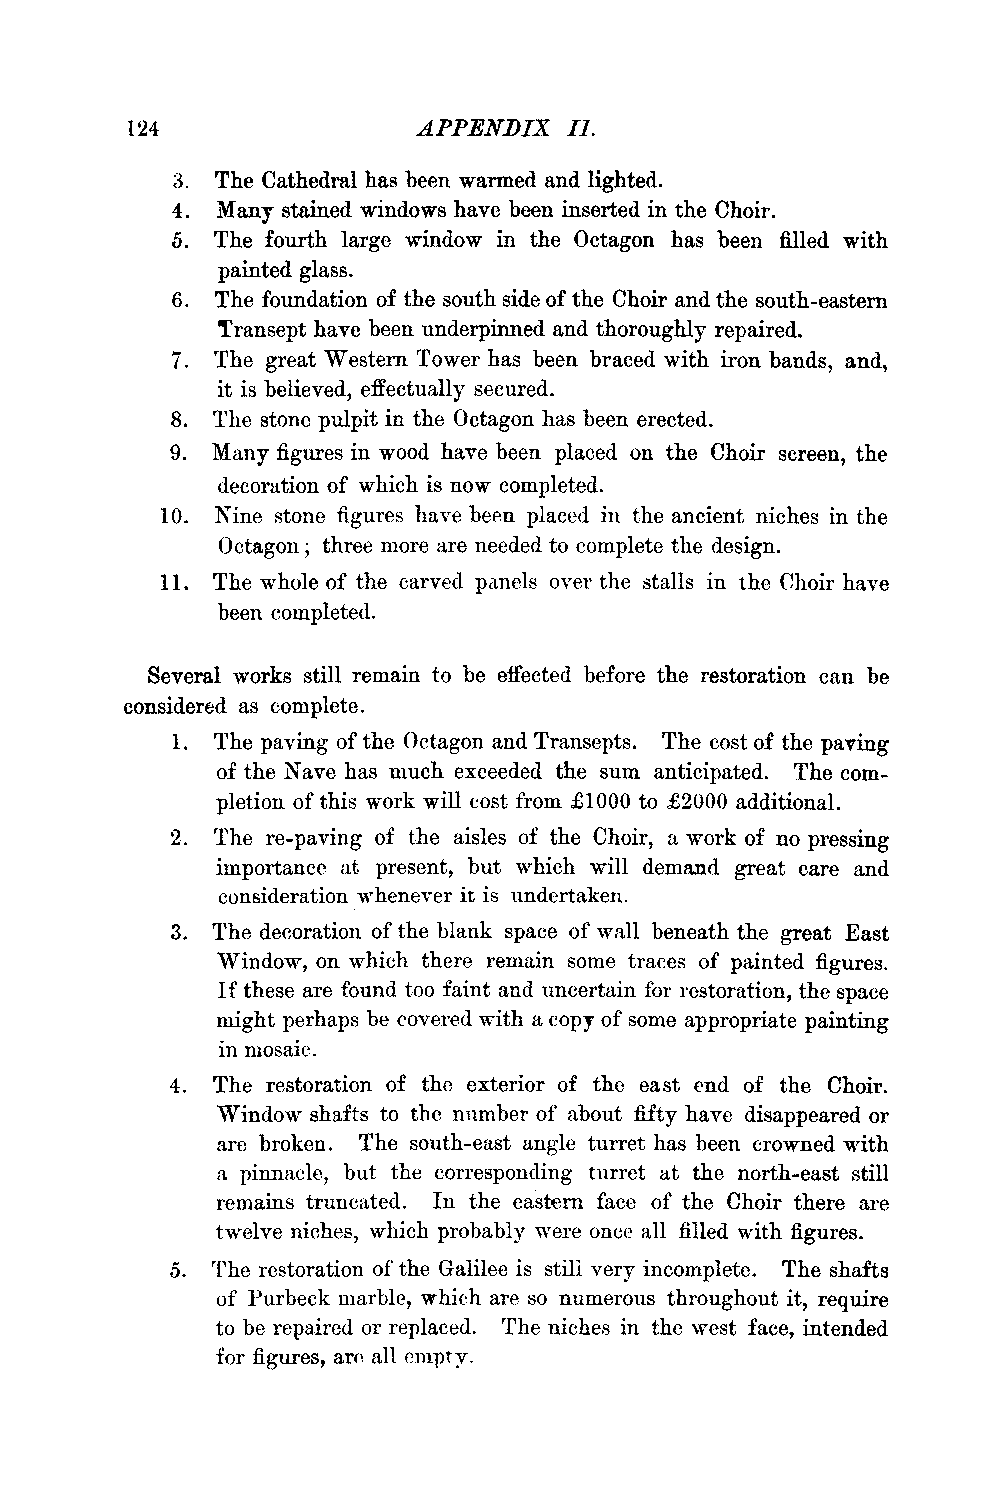 124 APPENDIX II.
3. The Cathedral has been warmed and lighted.
4. Many stained windows have been inserted in the Choir.
5. The fourth large window in the Octagon has been filled with
painted glass.
6. The foundation of the south side of the Choir and the south-eastern
Transept have been underpinned and thoroughly repaired.
7. The great Western Tower has been braced with iron bands, and,
it is believed, effectually secured.
8. The stone pulpit in the Octagon has been erected.
9. Many figures in wood have been placed on the Choir screen, the
decoration of which is now completed.
10. Nine stone figures have been placed in the ancient niches in the
Octagon; three more are needed to complete the design.
11. The whole of the carved panels over the stalls in the Choir have
been completed.
Several works still remain to be effected before the restoration can be
considered as complete.
1. The paving of the Octagon and Transepts. The cost of the paving
of the Nave has much exceeded the sum anticipated. The com-
pletion of this work will cost from £1000 to £2000 additional.
2. The re-paving of the aisles of the Choir, a work of no pressing
importance at present, but which will demand great care and
consideration whenever it is undertaken.
3. The decoration of the blank space of wall beneath the great East
Window, on which there remain some traces of painted figures.
If these are found too faint and uncertain for restoration, the space
might perhaps be covered with a copy of some appropriate painting
in mosaic.
4. The restoration of the exterior of the east end of the Choir.
Window shafts to the number of about fifty have disappeared or
are broken. The south-east angle turret has been crowned with
a pinnacle, but the corresponding turret at the north-east still
remains truncated. In the eastern face of the Choir there are
twelve niches, which probably were once all filled with figures.
5. The restoration of the Galilee is still very incomplete. The shafts
of Purbeck marble, which are so numerous throughout it, require
to be repaired or replaced. The niches in the west face, intended
for figures, are all empty.